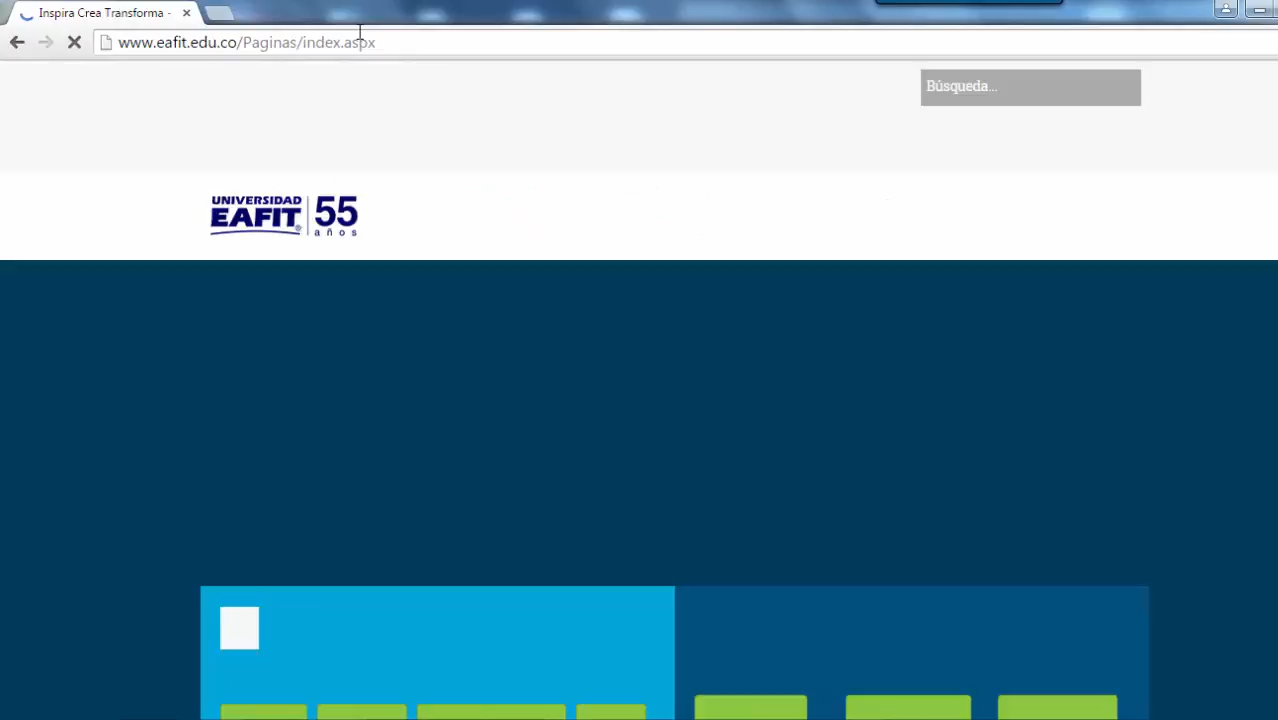 Inspira Crea Transforma -
www.eafit.edu.co/Paginas/index.aspx
Búsqueda...
UNIVERSIDAD
EAFIT
55
años